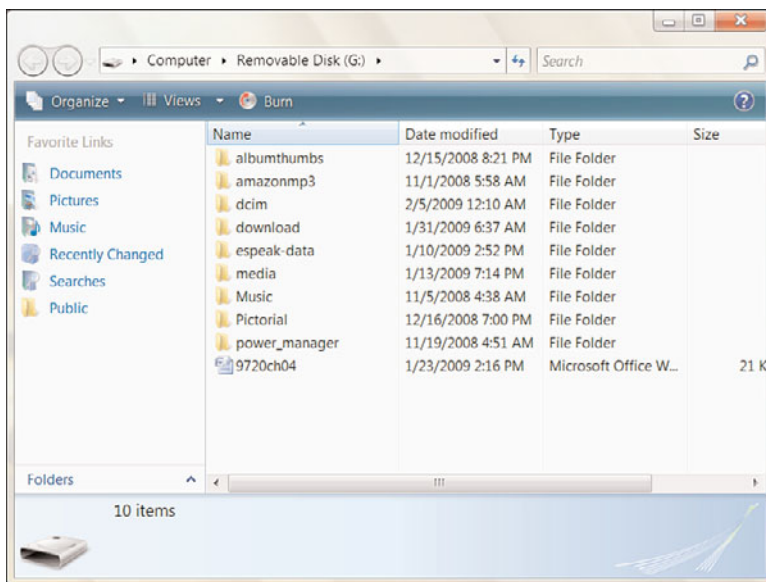 Computer Removable Disk (G:) Search
Organize Views Burn ?
Favorite Links
Documents
Pictures
Music
Recently Changed
Searches
Public
Folders
Name Date modified Type Size
albumthumbs 12/15/2008 8:21 PM File Folder
amazonmp3 11/1/2008 5:58 AM File Folder
dcim 2/5/2009 12:10 AM File Folder
download 1/31/2009 6:37 AM File Folder
espeak-data 1/10/2009 2:52 PM File Folder
media 1/13/2009 7:14 PM File Folder
Music 11/5/2008 4:38 AM File Folder
Pictorial 12/16/2008 7:00 PM File Folder
power_manager 11/19/2008 4:51 AM File Folder
9720ch04 1/23/2009 2:16 PM Microsoft Office W... 21 K
10 items